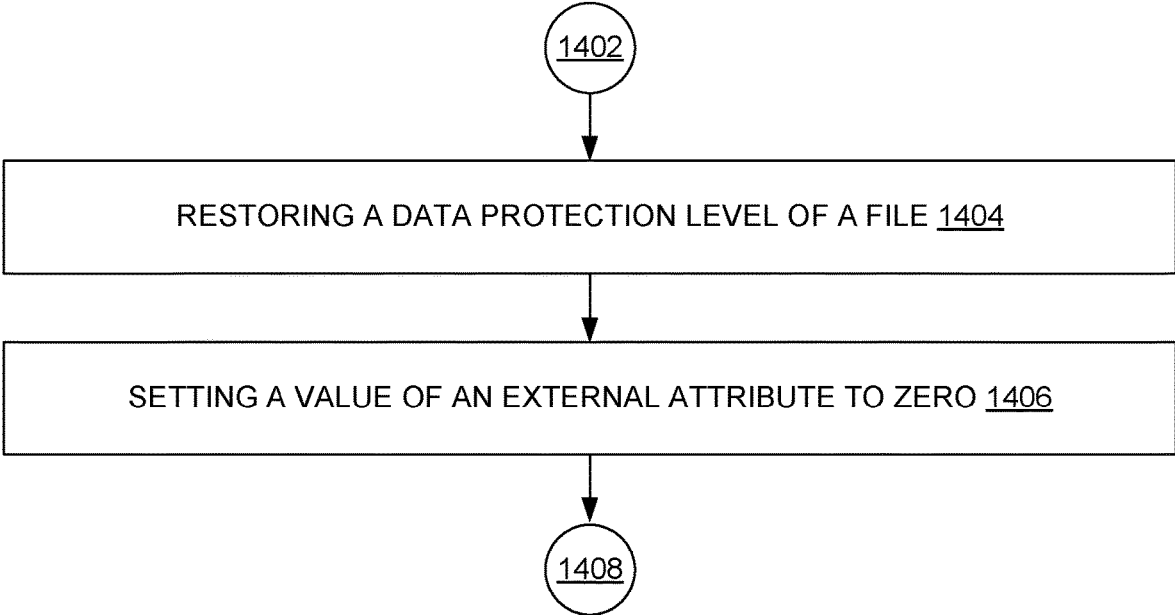 1402
RESTORING A DATA PROTECTION LEVEL OF A FILE 1404
SETTING A VALUE OF AN EXTERNAL ATTRIBUTE TO ZERO 1406
1408